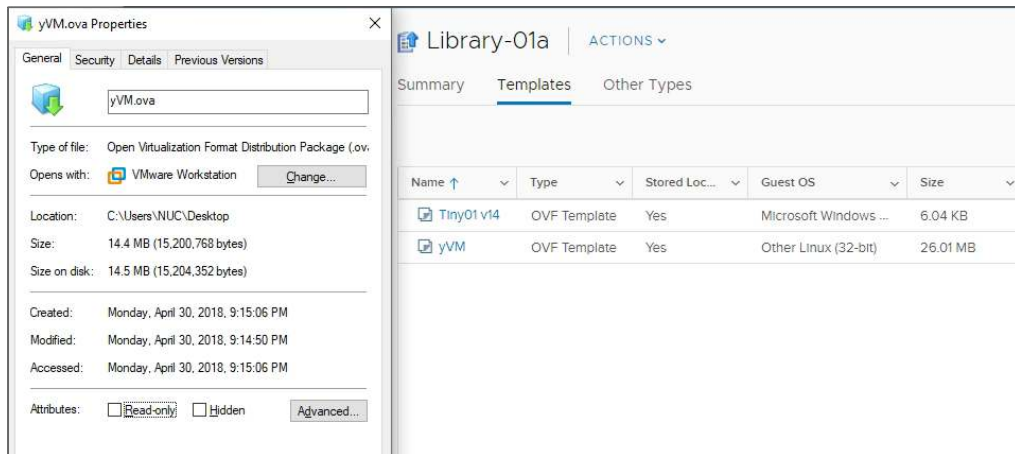 yVM.ova Properties
General Security Details Previous Versions
yVM.ova
Type of file: Open Virtualization Format Distribution Package (.ov
Opens with: VMware Workstation Change...
Location: C:\Users\NUC\Desktop
Size: 14.4 MB (15,200,768 bytes)
Size on disk: 14.5 MB (15,204,352 bytes)
Created: Monday, April 30, 2018, 9:15:06 PM
Modified: Monday, April 30, 2018, 9:14:50 PM
Accessed: Monday, April 30, 2018, 9:15:06 PM
Attributes: Read-only Hidden Advanced...
Library-01a ACTIONS
Summary Templates Other Types
Name Type Stored Loc... Guest OS Size
Tiny01 v14 OVF Template Yes Microsoft Windows ... 6.04 KB
yVM OVF Template Yes Other Linux (32-bit) 26.01 MB